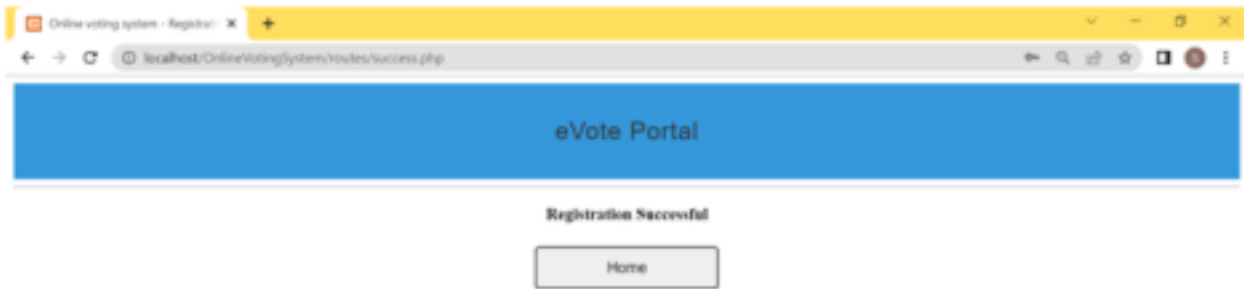 Online voting system - Registrati
localhost/OnlineVotingSystem/routes/success.php
S
eVote Portal
Registration Successful
Home